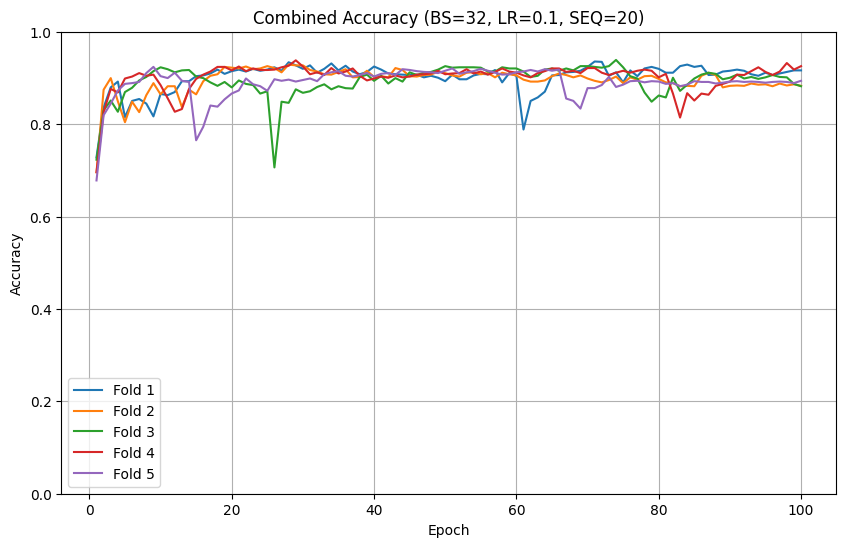 Combined Accuracy (BS=32, LR=0.1, SEQ=20)
1.0
0.8
0.6
0.4
0.2
0.0
Accuracy
Fold 1
Fold 2
Fold 3
Fold 4
Fold 5
0 20 40 60 80 100
Epoch